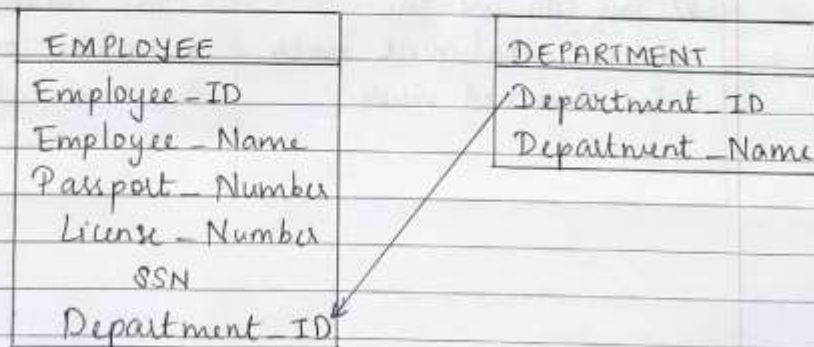 EMPLOYEE
Employee_ID
Employee_Name
Passport_Number
License_Number
SSN
Department_ID
DEPARTMENT
Department_ID
Department_Name